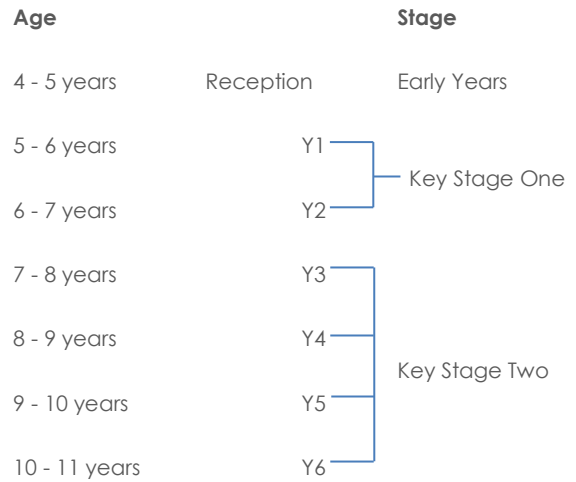 Age Stage
4 - 5 years Reception Early Years
5 - 6 years Y1
Key Stage One
6 - 7 years Y2
7 - 8 years Y3
8 - 9 years Y4
Key Stage Two
9 - 10 years Y5
10 - 11 years Y6